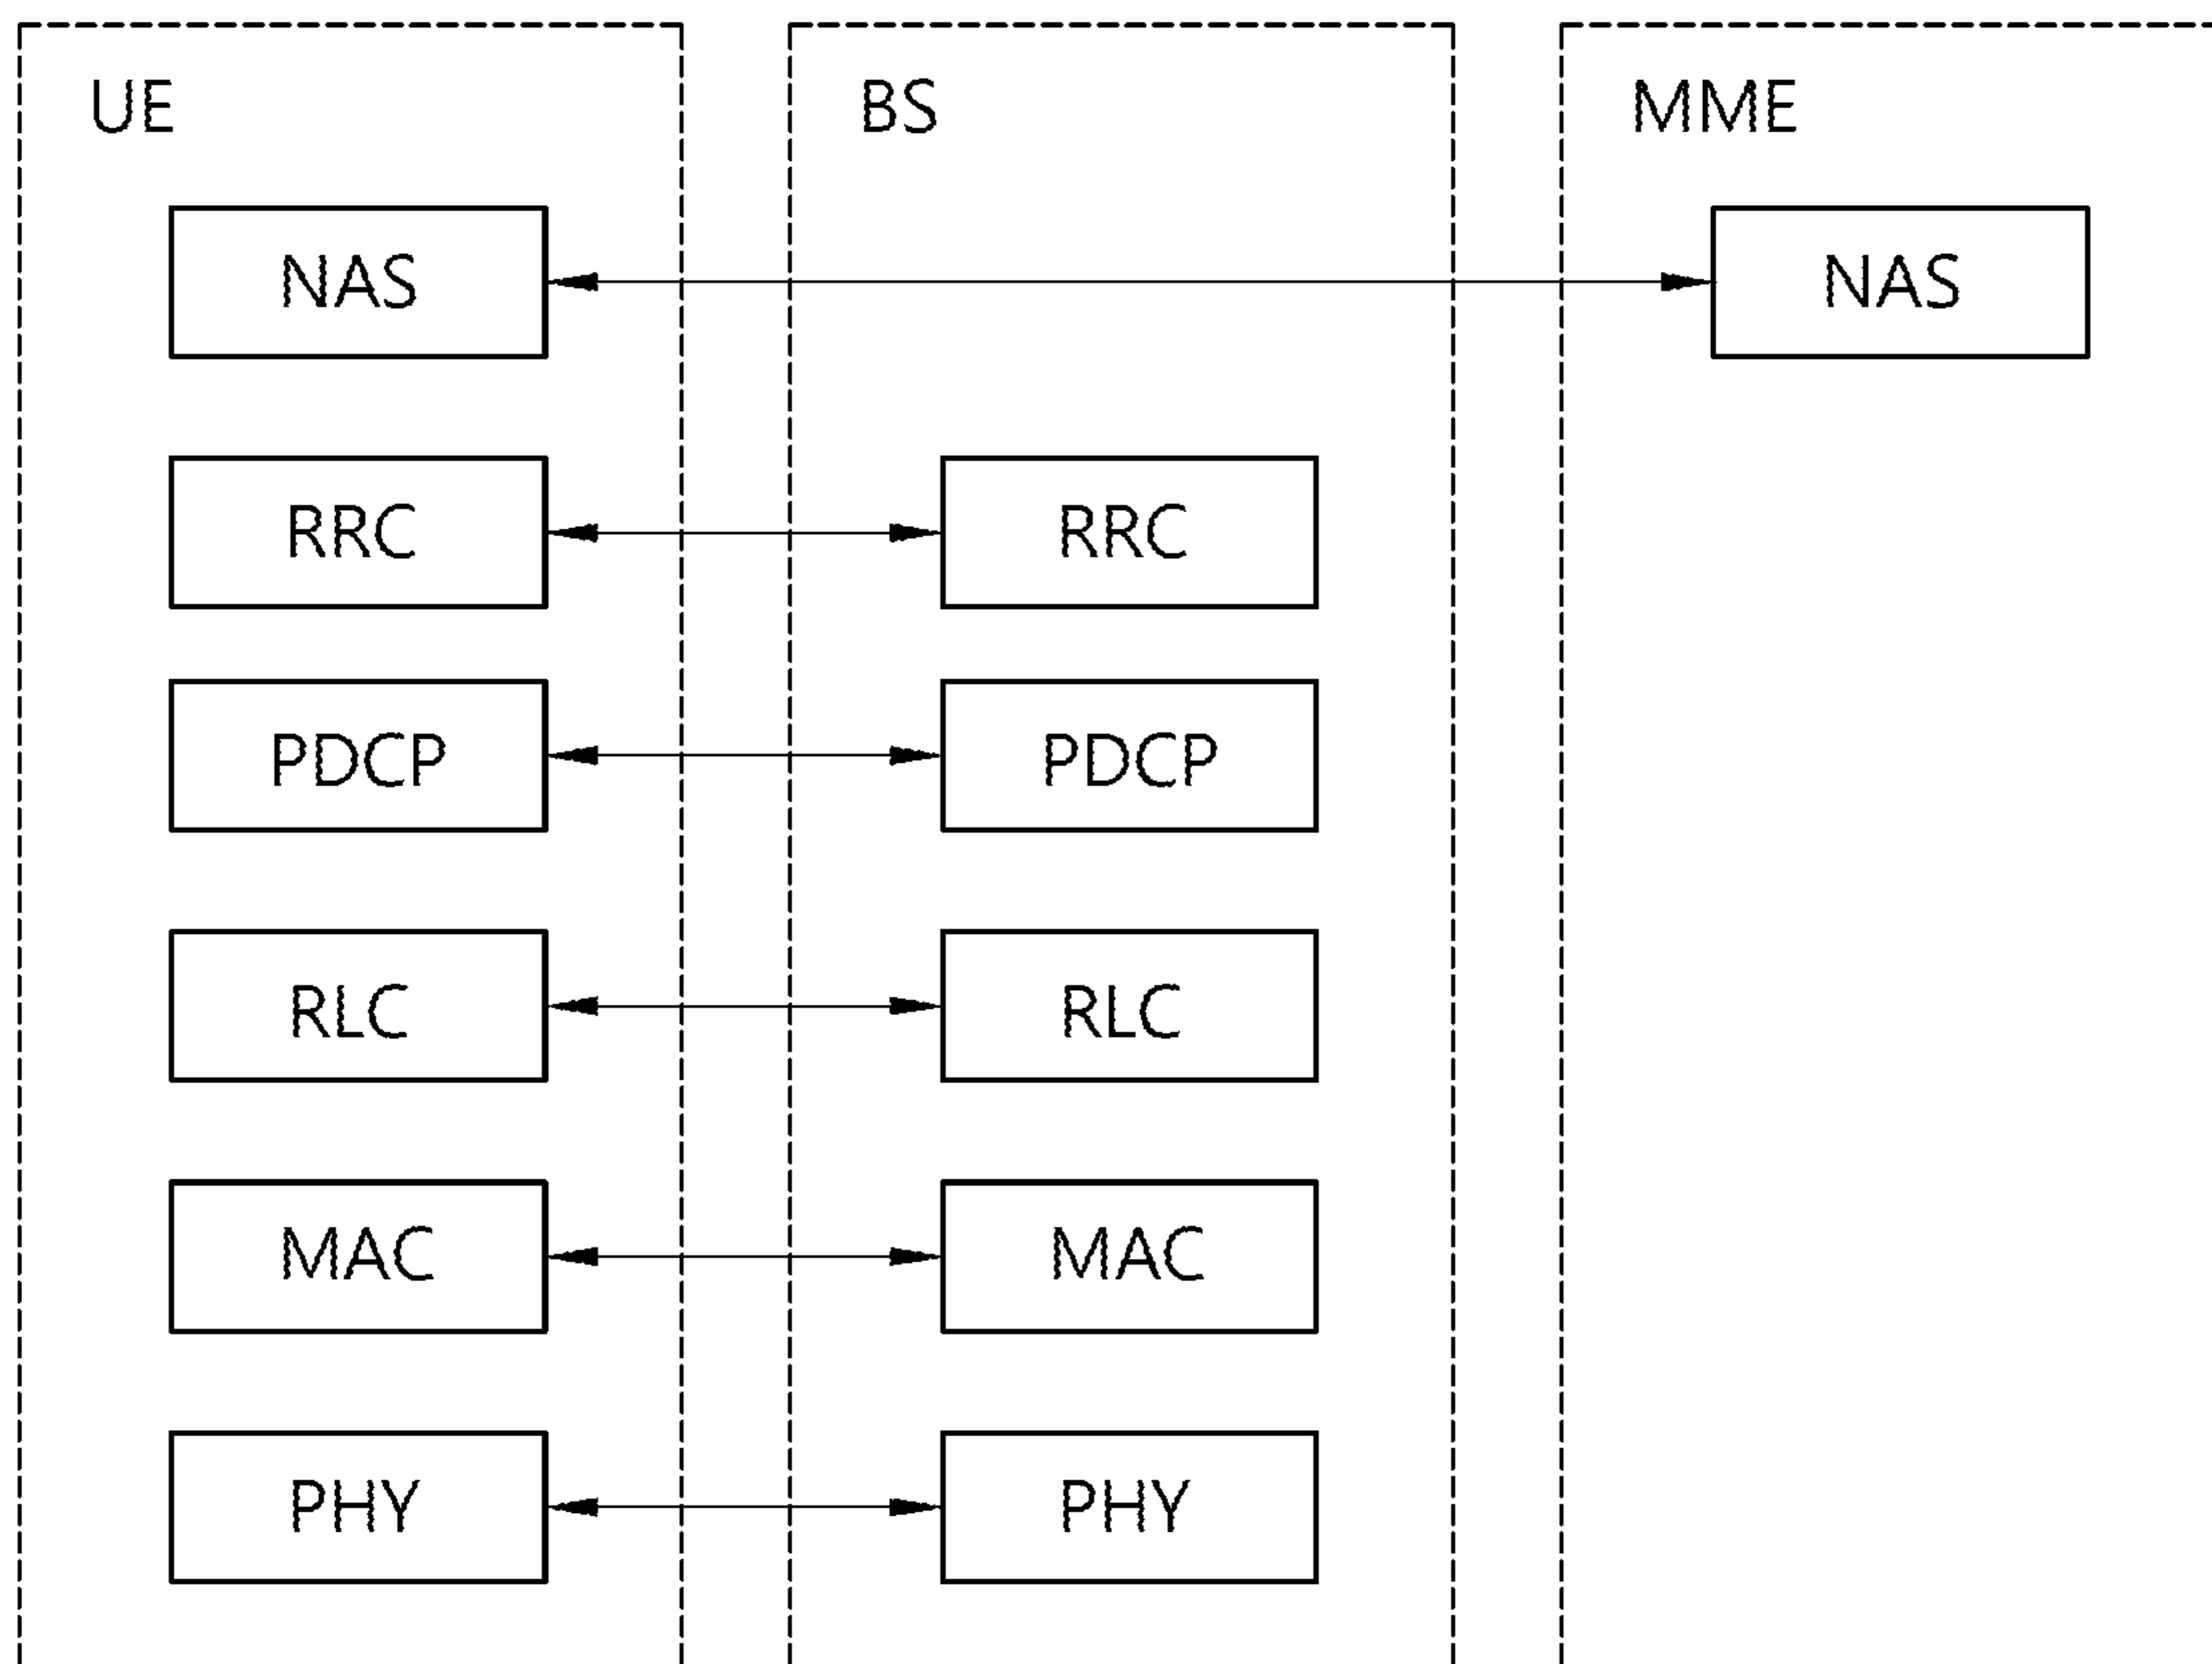 UE BS MME
NAS NAS
RRC RRC
PDCP PDCP
RLC RLC
MAC MAC
PHY PHY